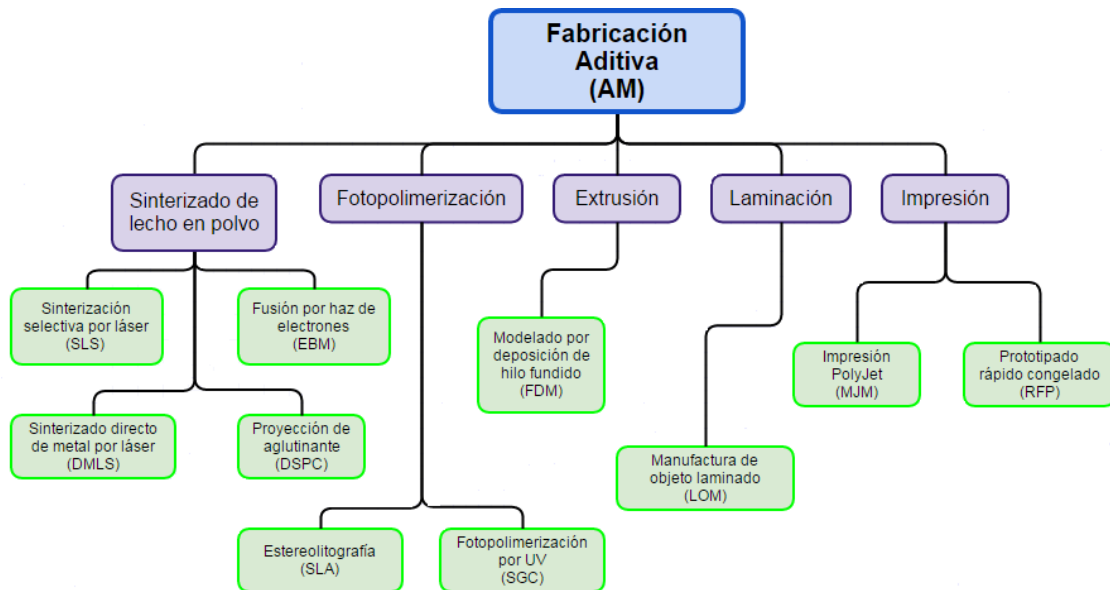 Fabricación
Aditiva
(AM)
Sinterizado de
lecho en polvo
Fotopolimerización
Extrusión
Laminación
Impresión
Sinterización
selectiva por láser
(SLS)
Fusión por haz de
electrones
(EBM)
Sinterizado directo
de metal por láser
(DMLS)
Proyección de
aglutinante
(DSPC)
Estereolitografía
(SLA)
Fotopolimerización
por UV
(SGC)
Modelado por
deposición de
hilo fundido
(FDM)
Manufactura de
objeto laminado
(LOM)
Impresión
PolyJet
(MJM)
Prototipado
rápido congelado
(RFP)